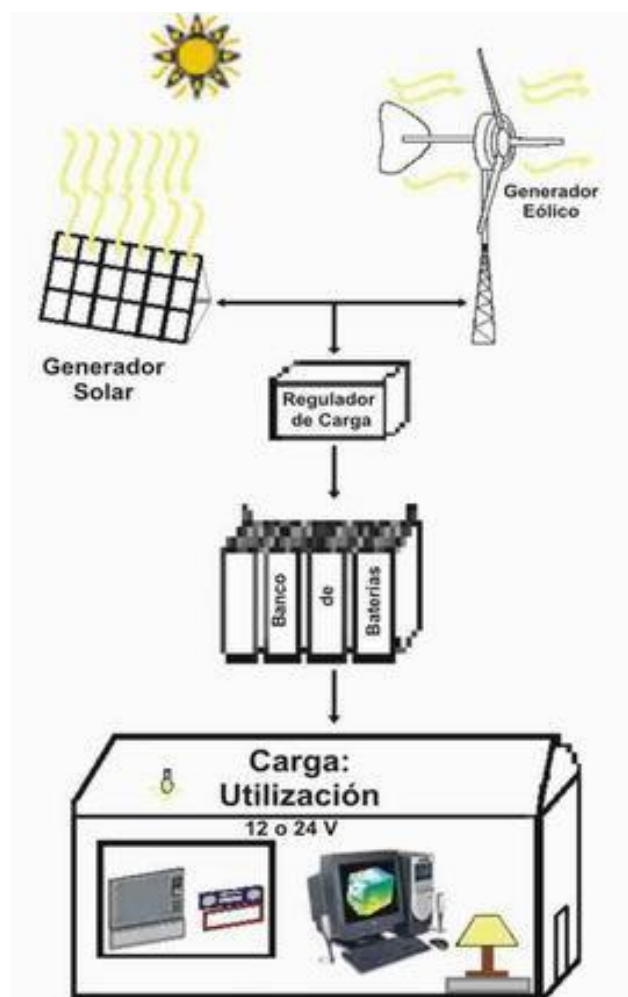 Generador
Eólico
Generador
Solar
Regulador
de Carga
Banco
de
Baterías
Carga:
Utilización
12 o 24 V